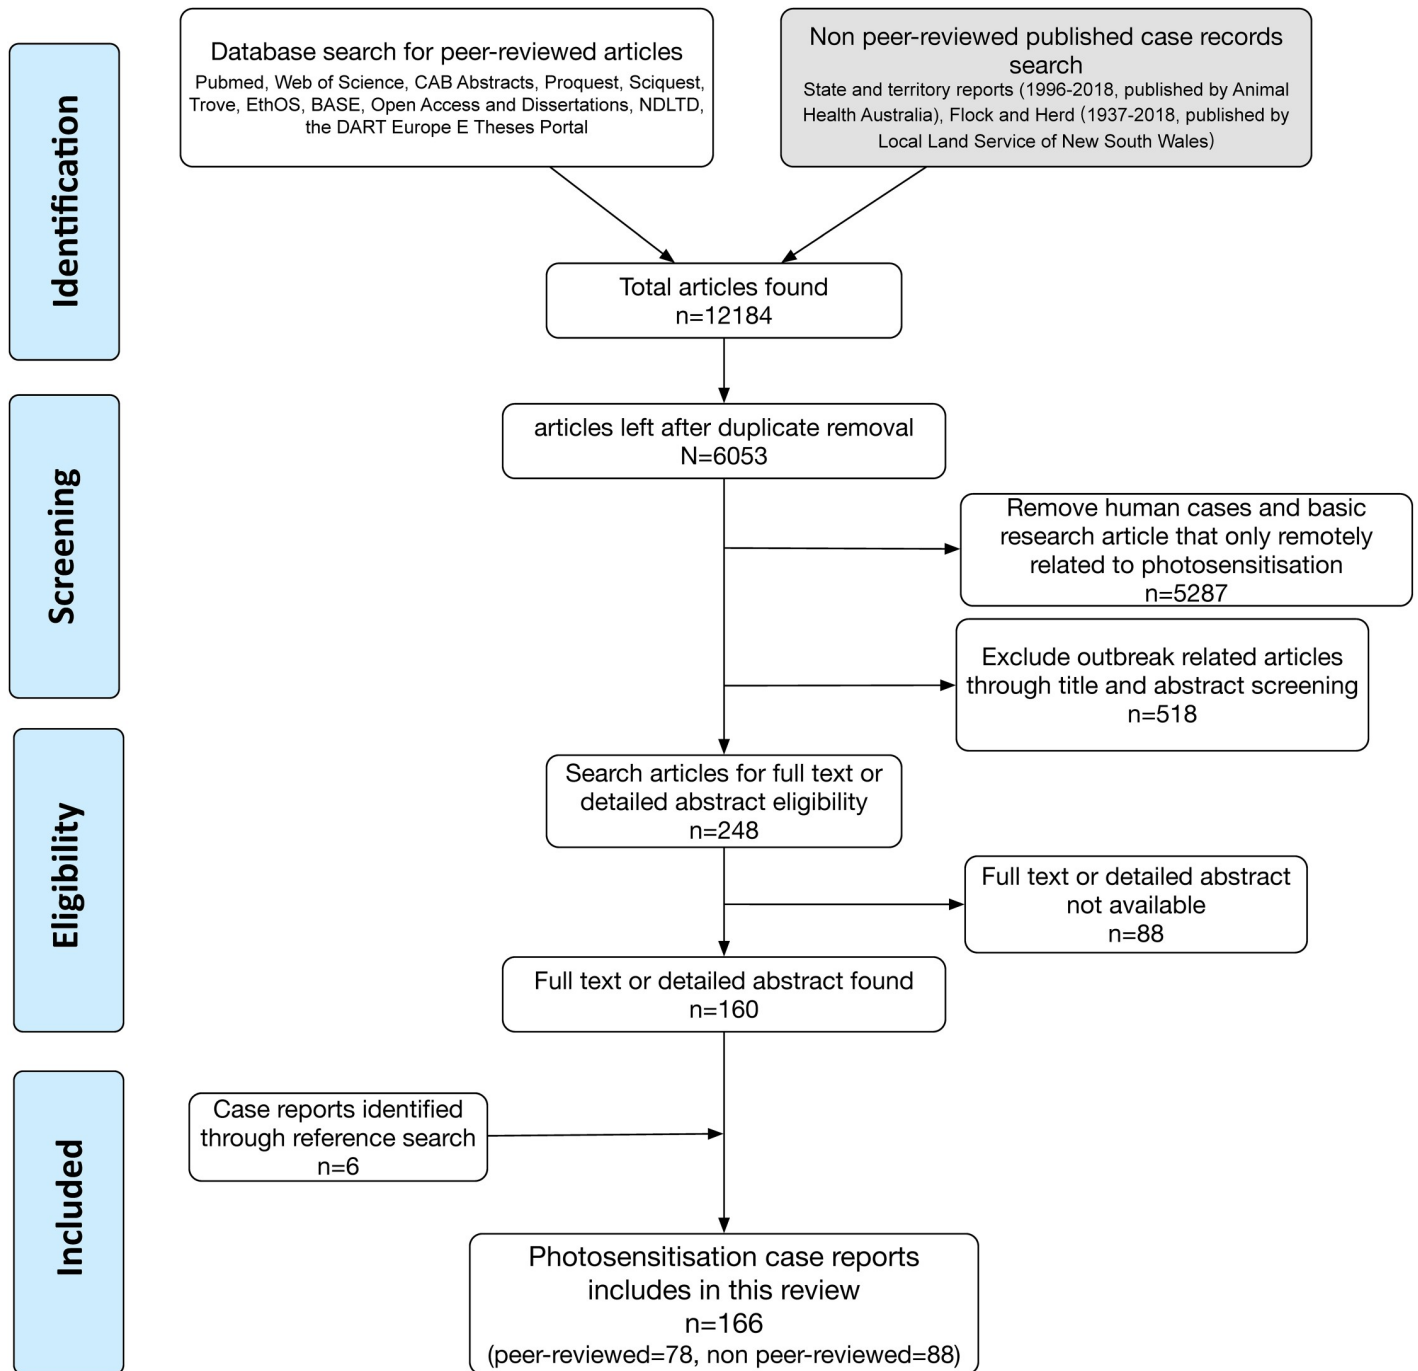 Identification
Database search for peer-reviewed articles
Pubmed, Web of Science, CAB Abstracts, Proquest, Sciquest,
Trove, EthOS, BASE, Open Access and Dissertations, NDLTD,
the DART Europe E Theses Portal
Non peer-reviewed published case records
search
State and territory reports (1996-2018, published by Animal
Health Australia), Flock and Herd (1937-2018, published by
Local Land Service of New South Wales)
Total articles found
n=12184
Screening
articles left after duplicate removal
N=6053
Remove human cases and basic
research article that only remotely
related to photosensitisation
n=5287
Exclude outbreak related articles
through title and abstract screening
n=518
Eligibility
Search articles for full text or
detailed abstract eligibility
n=248
Full text or detailed abstract
not available
n=88
Full text or detailed abstract found
n=160
Included
Case reports identified
through reference search
n=6
Photosensitisation case reports
includes in this review
n=166
(peer-reviewed=78, non peer-reviewed=88)